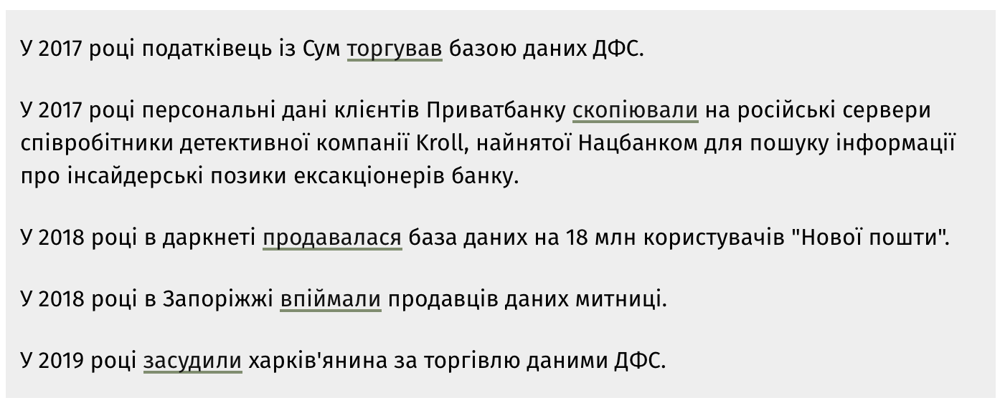 У 2017 році податківець із Сум торгував базою даних ДФС.
У 2017 році персональні дані клієнтів Приватбанку скопіювали на російські сервери
співробітники детективної компанії Kroll, найнятої Нацбанком для пошуку інформації
про інсайдерські позики ексакціонерів банку.
У 2018 році в даркнеті продавалася база даних на 18 млн користувачів "Нової пошти".
У 2018 році в Запоріжжі впіймали продавців даних митниці.
У 2019 році засудили харків'янина за торгівлю даними ДФС.